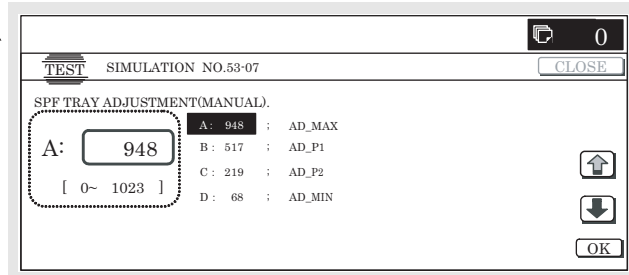 0
TEST SIMULATION NO.53-07 CLOSE
SPF TRAY ADJUSTMENT(MANUAL).
A: 948
[ 0~ 1023 ]
A: 948 ; AD_MAX
B: 517 ; AD_P1
C: 219 ; AD_P2
D: 68 ; AD_MIN
OK